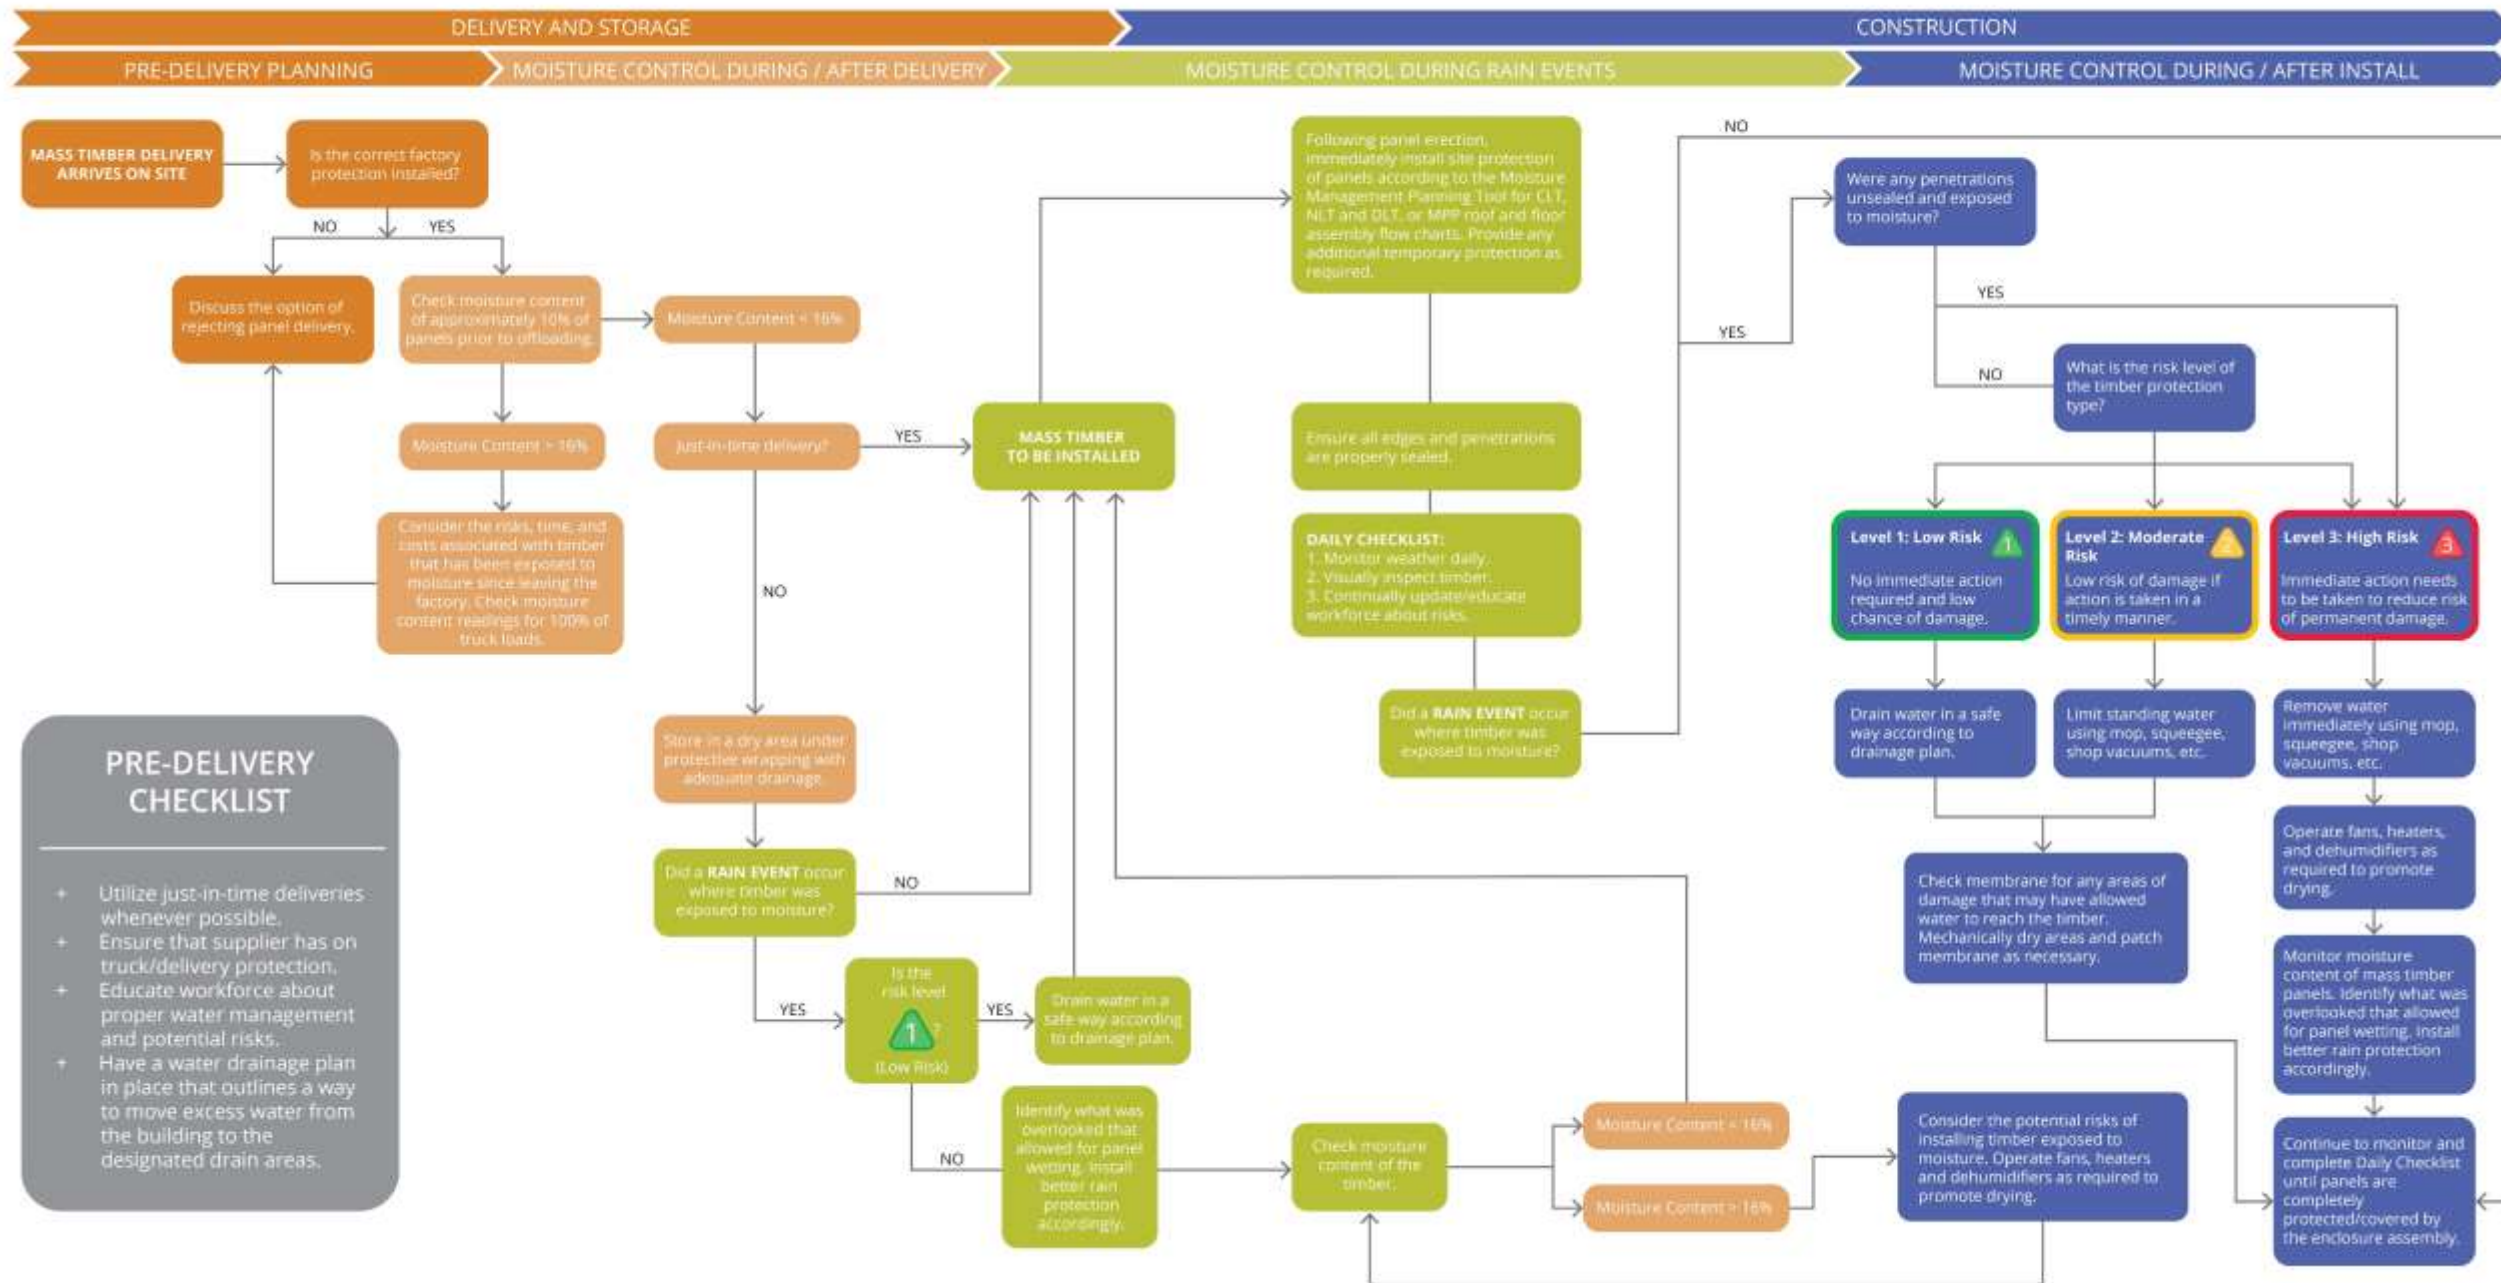 DELIVERY AND STORAGE
CONSTRUCTION
PRE-DELIVERY PLANNING
MOISTURE CONTROL DURING / AFTER DELIVERY
MOISTURE CONTROL DURING RAIN EVENTS
MOISTURE CONTROL DURING / AFTER INSTALL
MASS TIMBER DELIVERY
ARRIVES ON SITE
Is the correct factory
protection installed?
NO
YES
Discuss the option of
rejecting panel delivery.
Check moisture content
of approximately 10% of
panels prior to offloading.
Moisture Content < 16%
Moisture Content > 16%
Just-in-time delivery?
YES
NO
Consider the risks, time, and
costs associated with timber
that has been exposed to
moisture since leaving the
factory. Check moisture
content readings for 100% of
truck loads.
Store in a dry area under
protective wrapping with
adequate drainage.
Did a RAIN EVENT occur
where timber was
exposed to moisture?
NO
YES
Is the
risk level
1 ?
(Low Risk)
YES
NO
Drain water in a
safe way according
to drainage plan.
Identify what was
overlooked that
allowed for panel
wetting. Install
better rain
protection
accordingly.
MASS TIMBER
TO BE INSTALLED
Following panel erection,
immediately install site protection
of panels according to the Moisture
Management Planning Tool for CLT,
NLT and DLT, or MPP roof and floor
assembly flow charts. Provide any
additional temporary protection as
required.
Ensure all edges and penetrations
are properly sealed.
DAILY CHECKLIST:
1. Monitor weather daily.
2. Visually inspect timber.
3. Continually update/educate
workforce about risks.
Did a RAIN EVENT occur
where timber was
exposed to moisture?
NO
YES
Check moisture
content of the
timber.
Moisture Content < 16%
Moisture Content > 16%
Consider the potential risks of
installing timber exposed to
moisture. Operate fans, heaters
and dehumidifiers as required to
promote drying.
Were any penetrations
unsealed and exposed
to moisture?
YES
NO
What is the risk level of
the timber protection
type?
Level 1: Low Risk 1
No immediate action
required and low
chance of damage.
Level 2: Moderate
Risk 2
Low risk of damage if
action is taken in a
timely manner.
Level 3: High Risk 3
Immediate action needs
to be taken to reduce risk
of permanent damage.
Drain water in a safe
way according to
drainage plan.
Limit standing water
using mop, squeegee,
shop vacuums, etc.
Remove water
immediately using mop,
squeegee, shop
vacuums, etc.
Check membrane for any areas of
damage that may have allowed
water to reach the timber.
Mechanically dry areas and patch
membrane as necessary.
Operate fans, heaters,
and dehumidifiers as
required to promote
drying.
Monitor moisture
content of mass timber
panels. Identify what was
overlooked that allowed
for panel wetting. Install
better rain protection
accordingly.
Continue to monitor and
complete Daily Checklist
until panels are
completely
protected/covered by
the enclosure assembly.
PRE-DELIVERY
CHECKLIST
+ Utilize just-in-time deliveries
whenever possible.
+ Ensure that supplier has on
truck/delivery protection.
+ Educate workforce about
proper water management
and potential risks.
+ Have a water drainage plan
in place that outlines a way
to move excess water from
the building to the
designated drain areas.